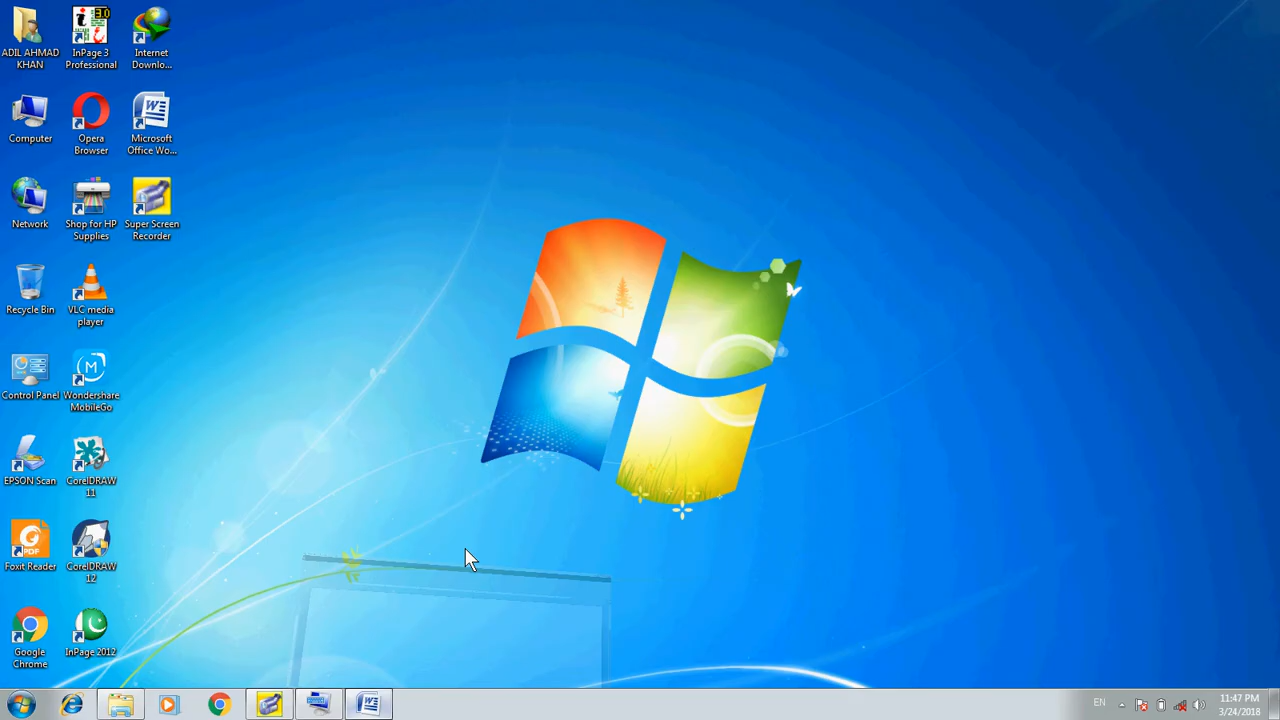 ADIL AHMAD
KHAN
InPage 3
Professional
Internet
Downlo...
Computer
Opera
Browser
Microsoft
Office Wo...
Network
Shop for HP
Supplies
Super Screen
Recorder
Recycle Bin
VLC media
player
Control Panel
Wondershare
MobileGo
EPSON Scan
CorelDRAW
11
Foxit Reader
CorelDRAW
12
Google
Chrome
InPage 2012
EN
11:47 PM
3/24/2018